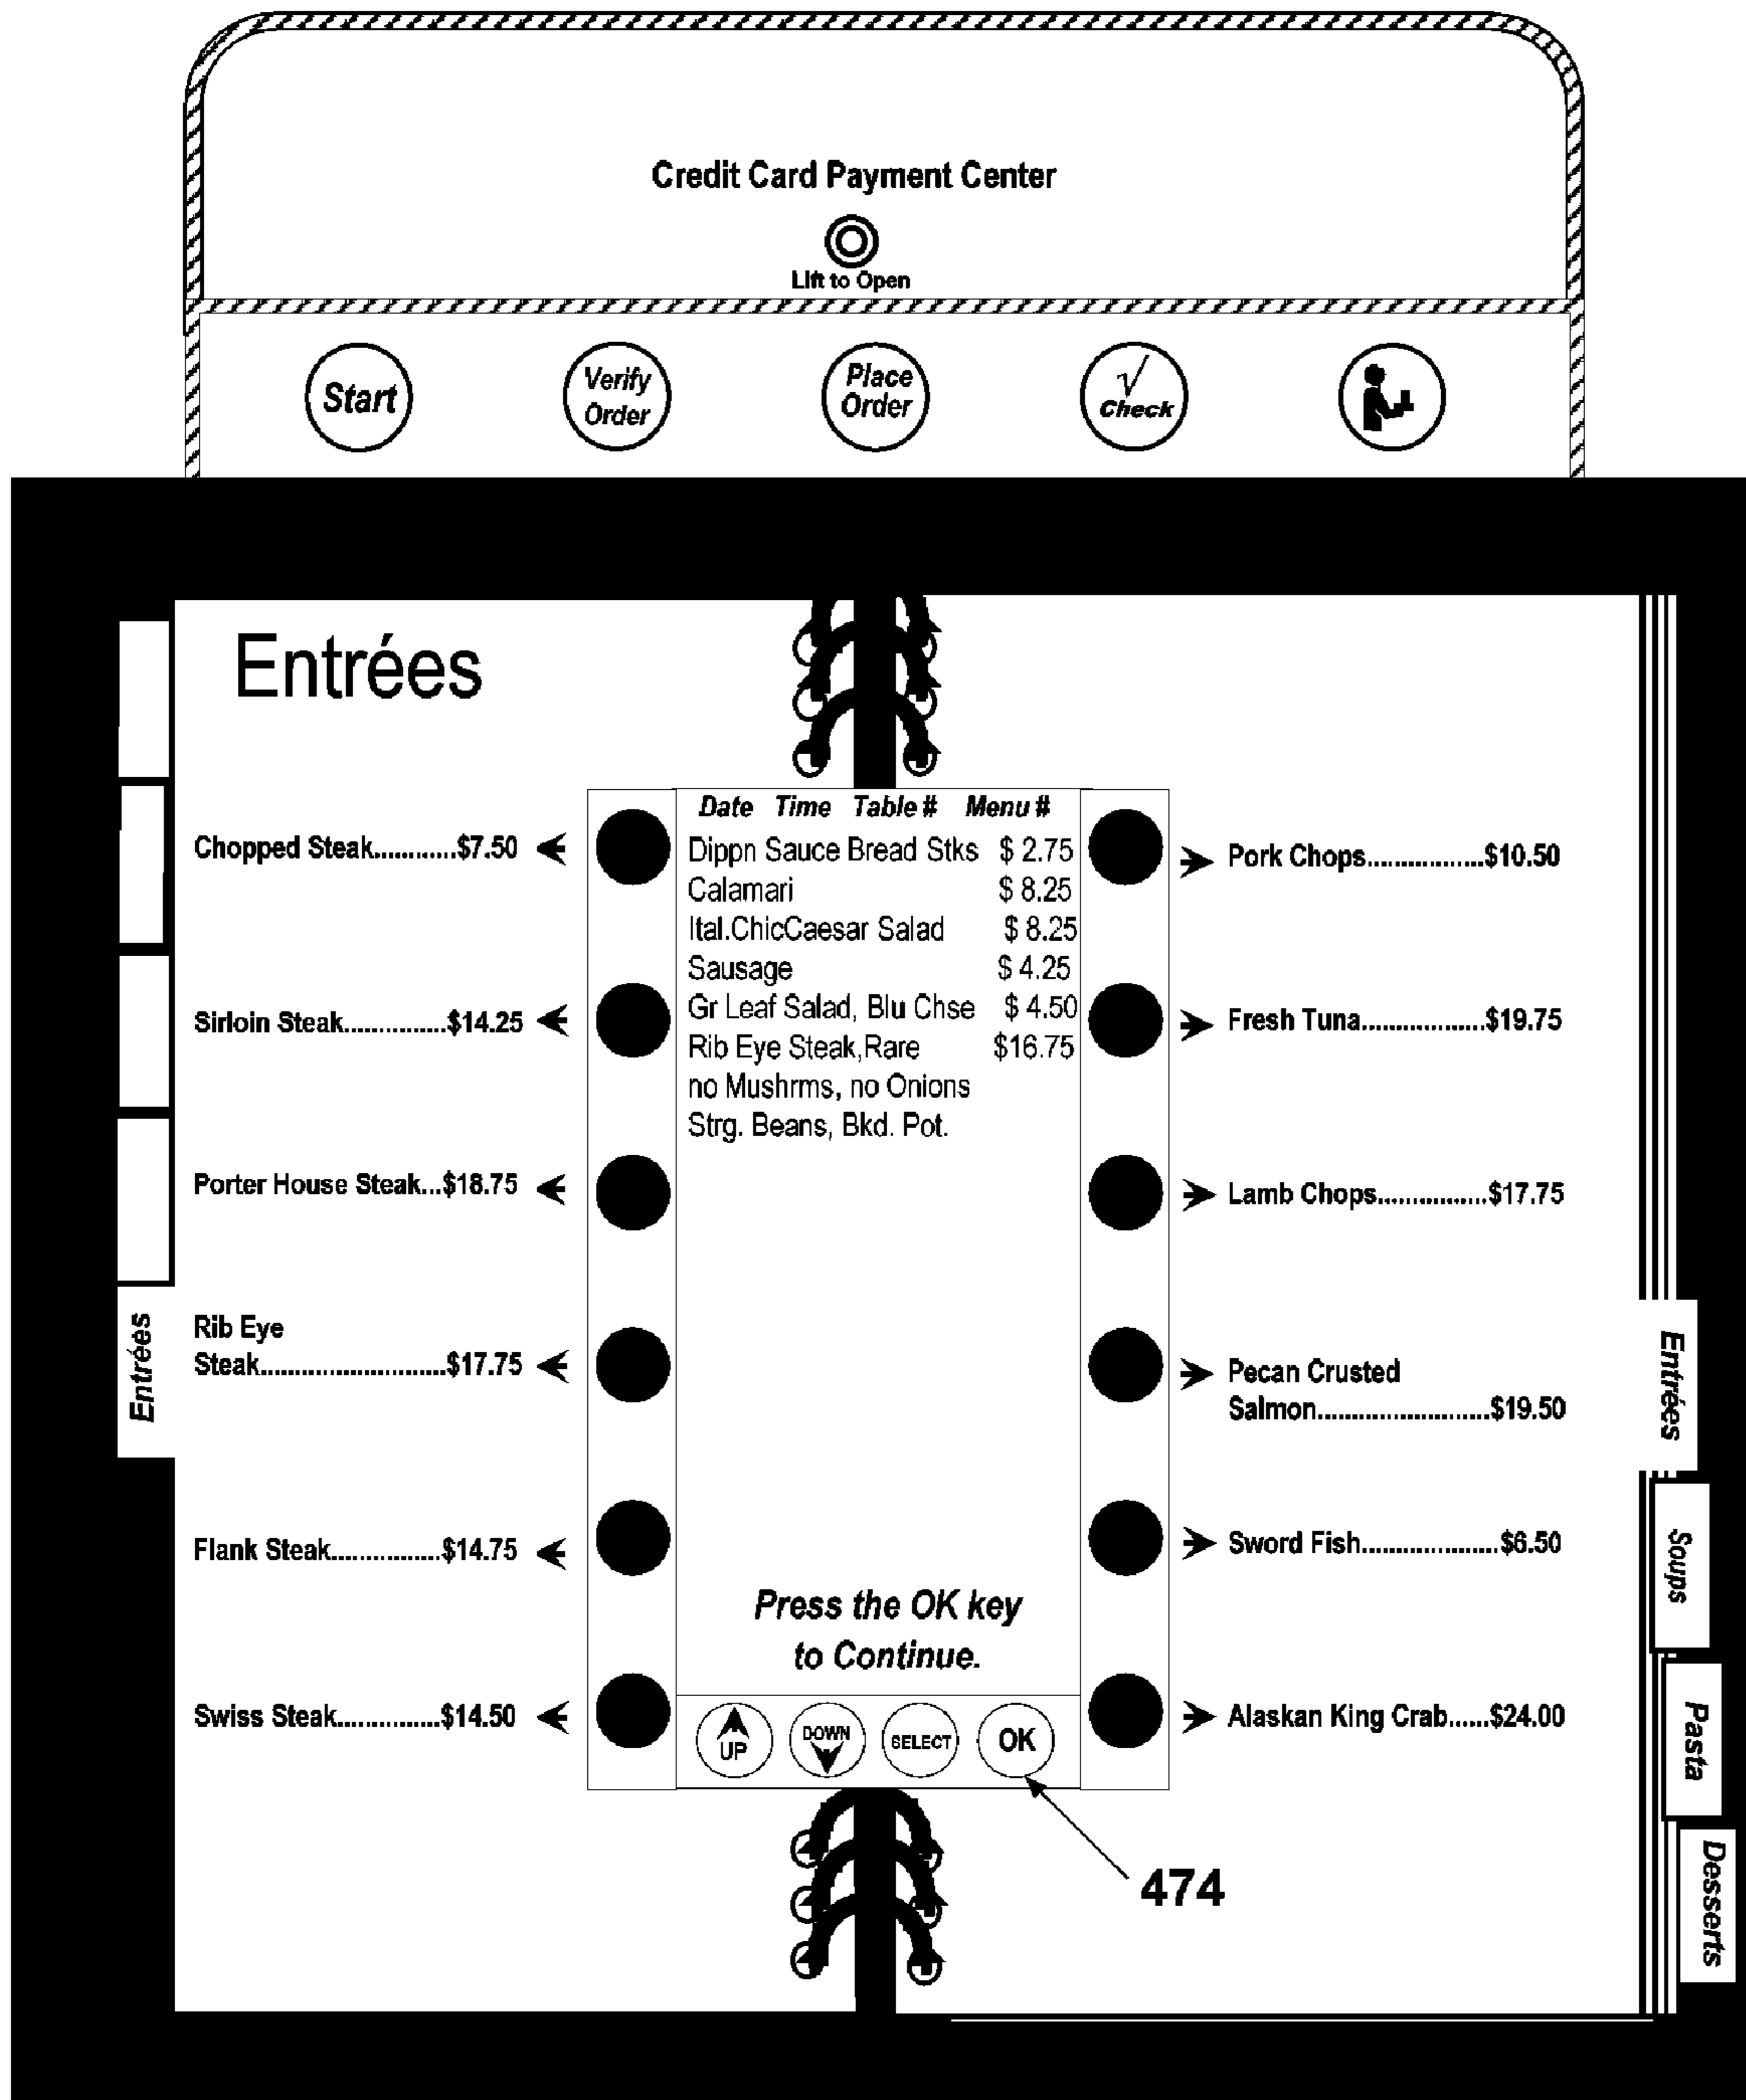 Credit Card Payment Center
Lift to Open
Start
Verify
Order
Place
Order
√
Check
Entrées
Date Time Table # Menu #
Dippn Sauce Bread Stks $ 2.75
Calamari $ 8.25
Ital.ChicCaesar Salad $ 8.25
Sausage $ 4.25
Gr Leaf Salad, Blu Chse $ 4.50
Rib Eye Steak,Rare $16.75
no Mushrms, no Onions
Strg. Beans, Bkd. Pot.
Press the OK key
to Continue.
UP
DOWN
SELECT
OK
474
Chopped Steak............$7.50
Sirloin Steak...............$14.25
Porter House Steak...$18.75
Rib Eye
Steak...........................$17.75
Flank Steak................$14.75
Swiss Steak...............$14.50
Pork Chops.................$10.50
Fresh Tuna..................$19.75
Lamb Chops................$17.75
Pecan Crusted
Salmon.........................$19.50
Sword Fish....................$6.50
Alaskan King Crab......$24.00
Entrées
Entrées
Soups
Pasta
Desserts